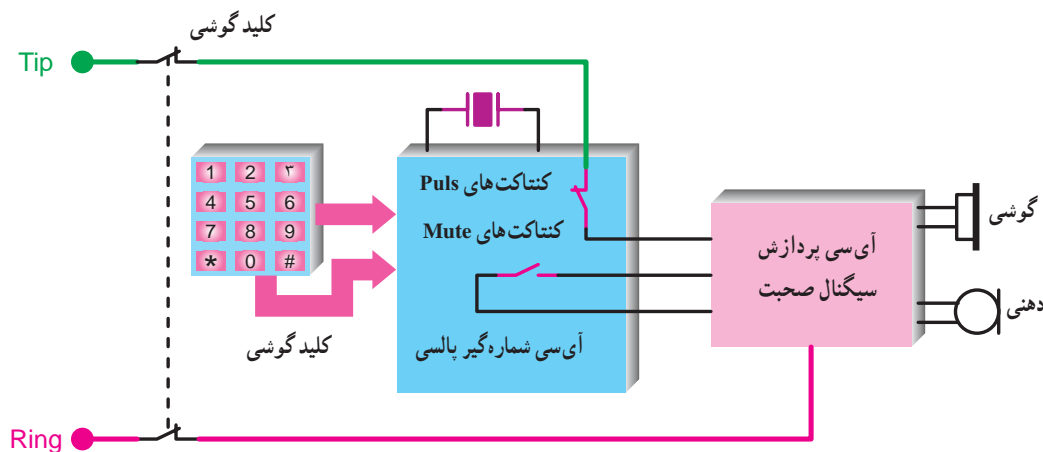 کلید گوشی
Tip
1 2 ۳
4 5 6
7 8 9
* 0 #
کنتاکت‌های Puls
کنتاکت‌های Mute
آی‌سی شماره‌گیر پالسی
کلید گوشی
آی‌سی پردازش
سیگنال صحبت
گوشی
دهنی
Ring